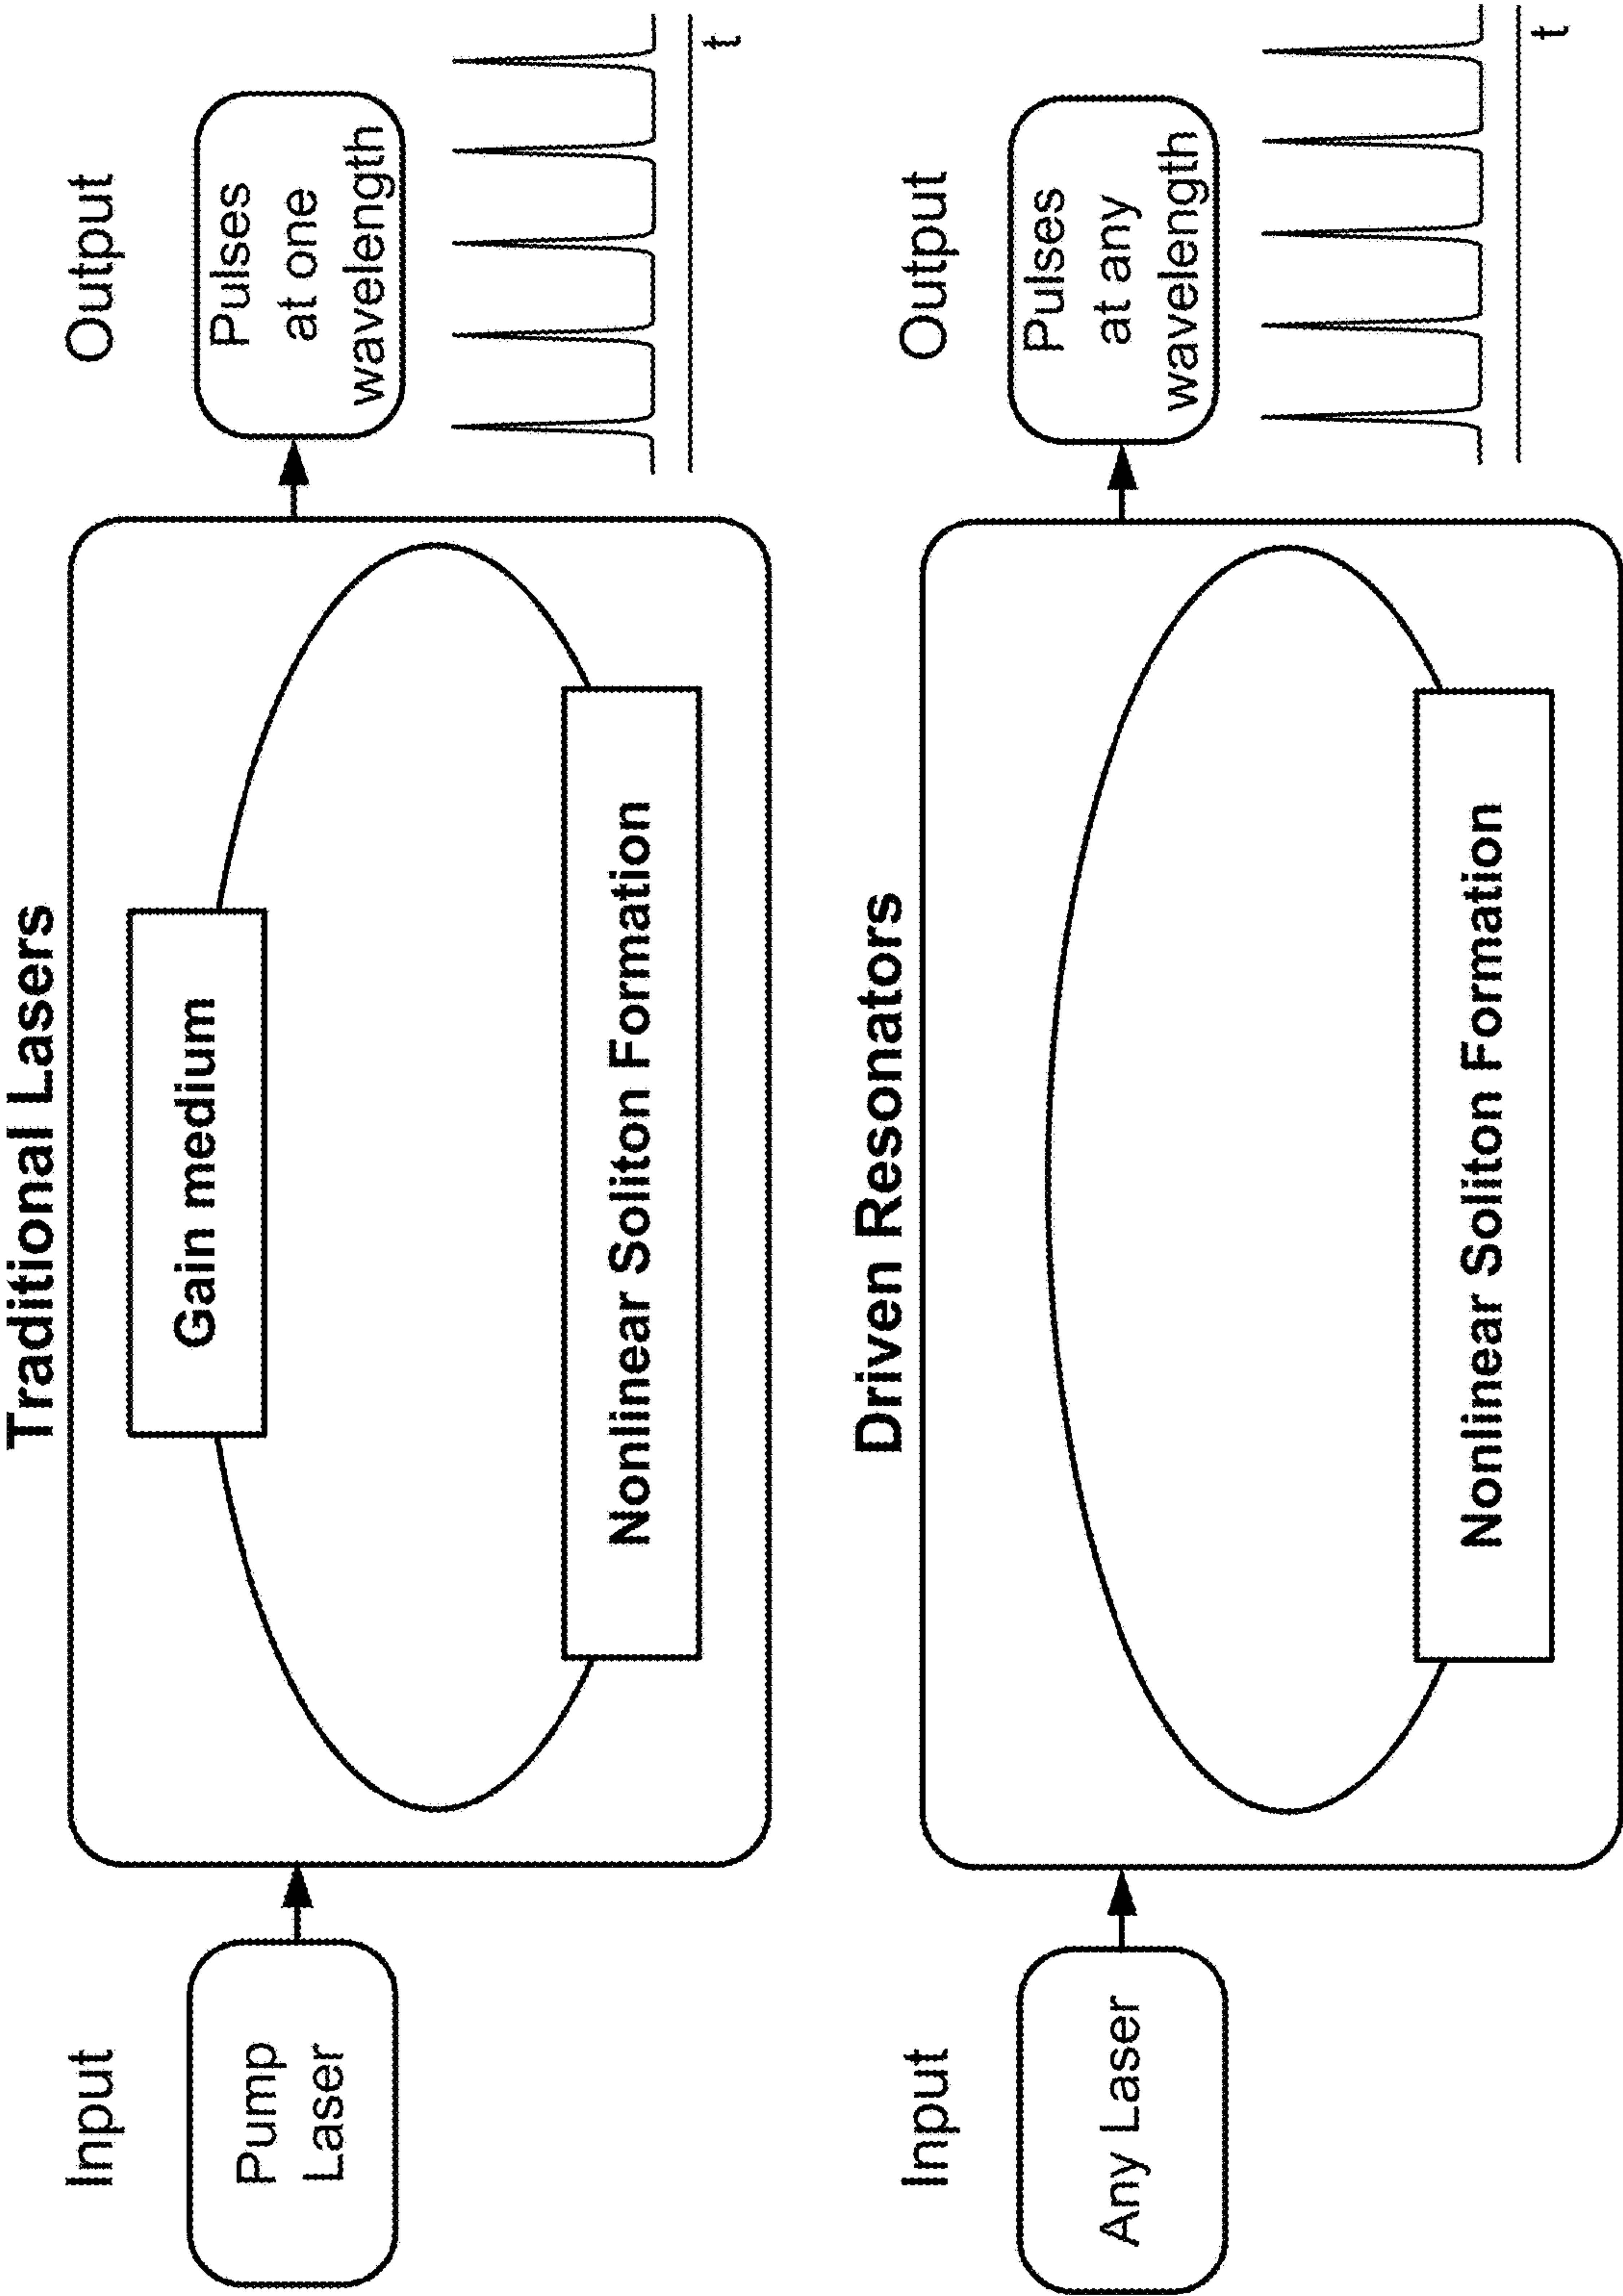 Traditional Lasers
Input
Pump
Laser
Gain medium
Nonlinear Soliton Formation
Output
Pulses
at one
wavelength
t
Driven Resonators
Input
Any Laser
Nonlinear Soliton Formation
Output
Pulses
at any
wavelength
t